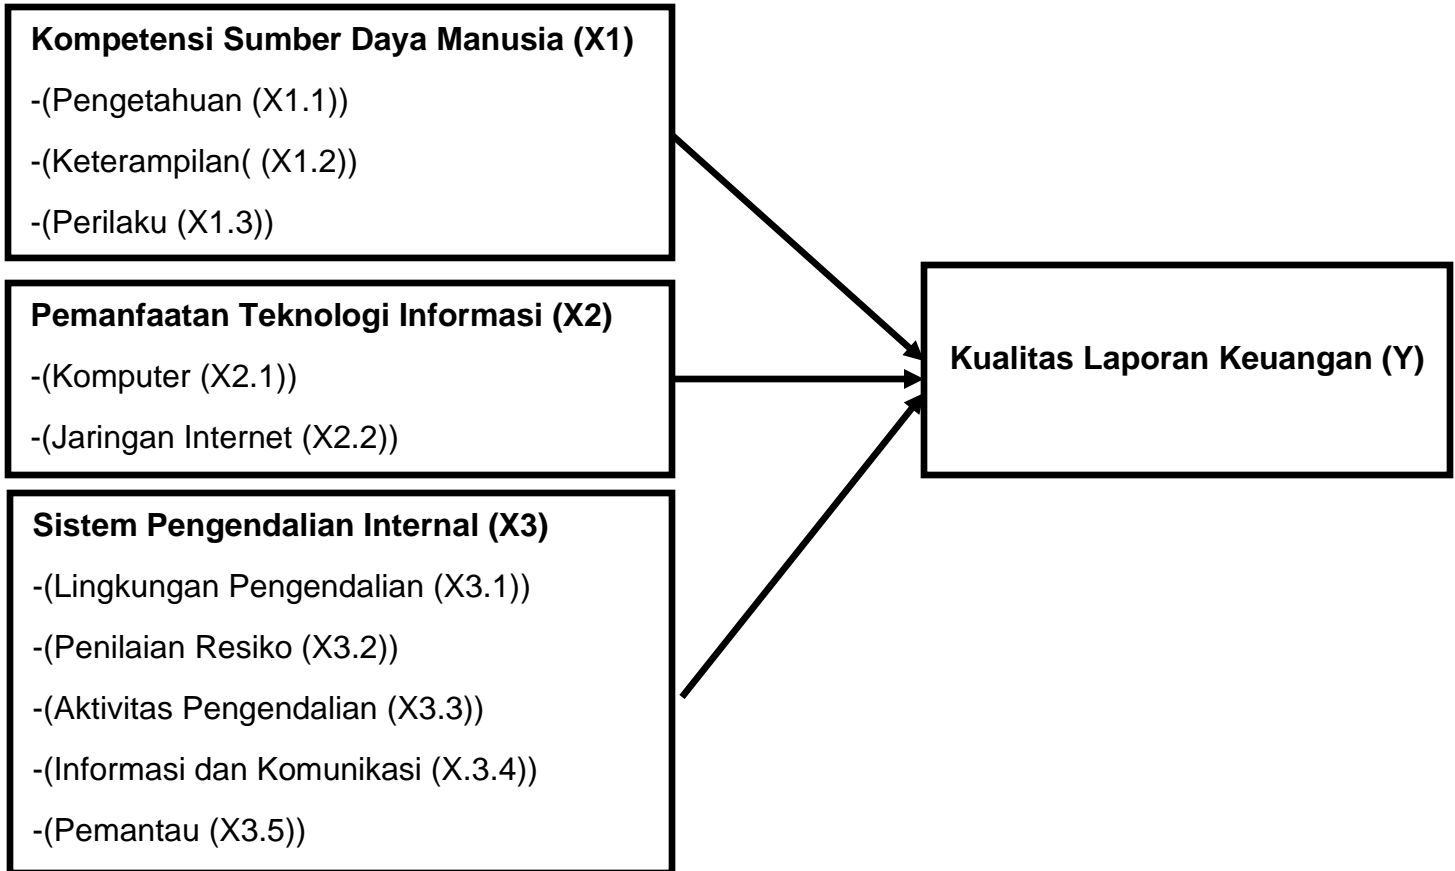 Kompetensi Sumber Daya Manusia (X1)
-(Pengetahuan (X1.1))
-(Keterampilan( (X1.2))
-(Perilaku (X1.3))
Pemanfaatan Teknologi Informasi (X2)
-(Komputer (X2.1))
-(Jaringan Internet (X2.2))
Sistem Pengendalian Internal (X3)
-(Lingkungan Pengendalian (X3.1))
-(Penilaian Resiko (X3.2))
-(Aktivitas Pengendalian (X3.3))
-(Informasi dan Komunikasi (X.3.4))
-(Pemantau (X3.5))
Kualitas Laporan Keuangan (Y)